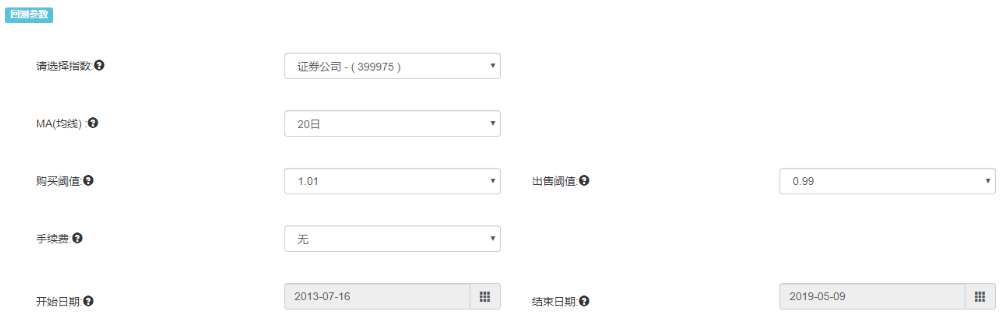 回测参数
请选择指数:
证券公司 - ( 399975 )
MA(均线) :
20日
购买阈值:
1.01
出售阈值:
0.99
手续费:
无
开始日期:
2013-07-16
结束日期:
2019-05-09